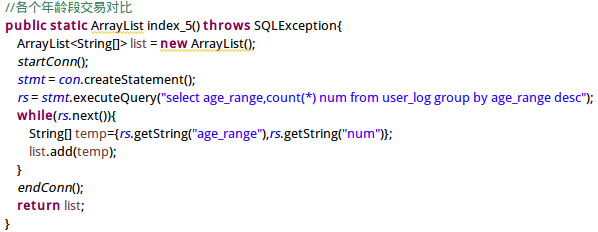 //各个年龄段交易对比
public static ArrayList index_5() throws SQLException{
ArrayList<String[]> list = new ArrayList();
startConn();
stmt = con.createStatement();
rs = stmt.executeQuery("select age_range,count(*) num from user_log group by age_range desc");
while(rs.next()){
String[] temp={rs.getString("age_range"),rs.getString("num")};
list.add(temp);
}
endConn();
return list;
}